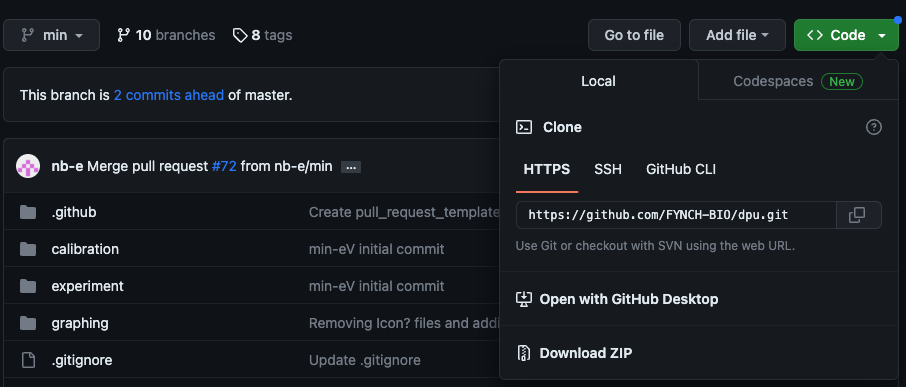 min 10 branches 8 tags Go to file Add file <> Code
Local Codespaces New
This branch is 2 commits ahead of master.
Clone
nb-e Merge pull request #72 from nb-e/min ...
HTTPS SSH GitHub CLI
.github Create pull_request_template
https://github.com/FYNCH-BIO/dpu.git
Use Git or checkout with SVN using the web URL.
calibration min-eV initial commit
experiment min-eV initial commit
Open with GitHub Desktop
graphing Removing Icon? files and addi
.gitignore Update .gitignore
Download ZIP